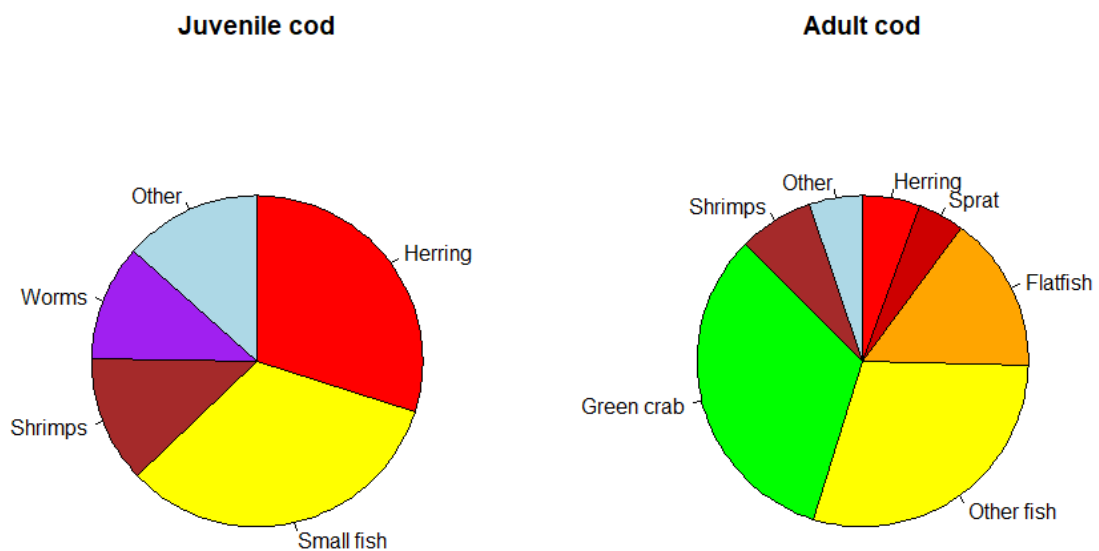 Juvenile cod
Other
Herring
Worms
Shrimps
Small fish
Adult cod
Other
Herring
Shrimps
Sprat
Flatfish
Green crab
Other fish